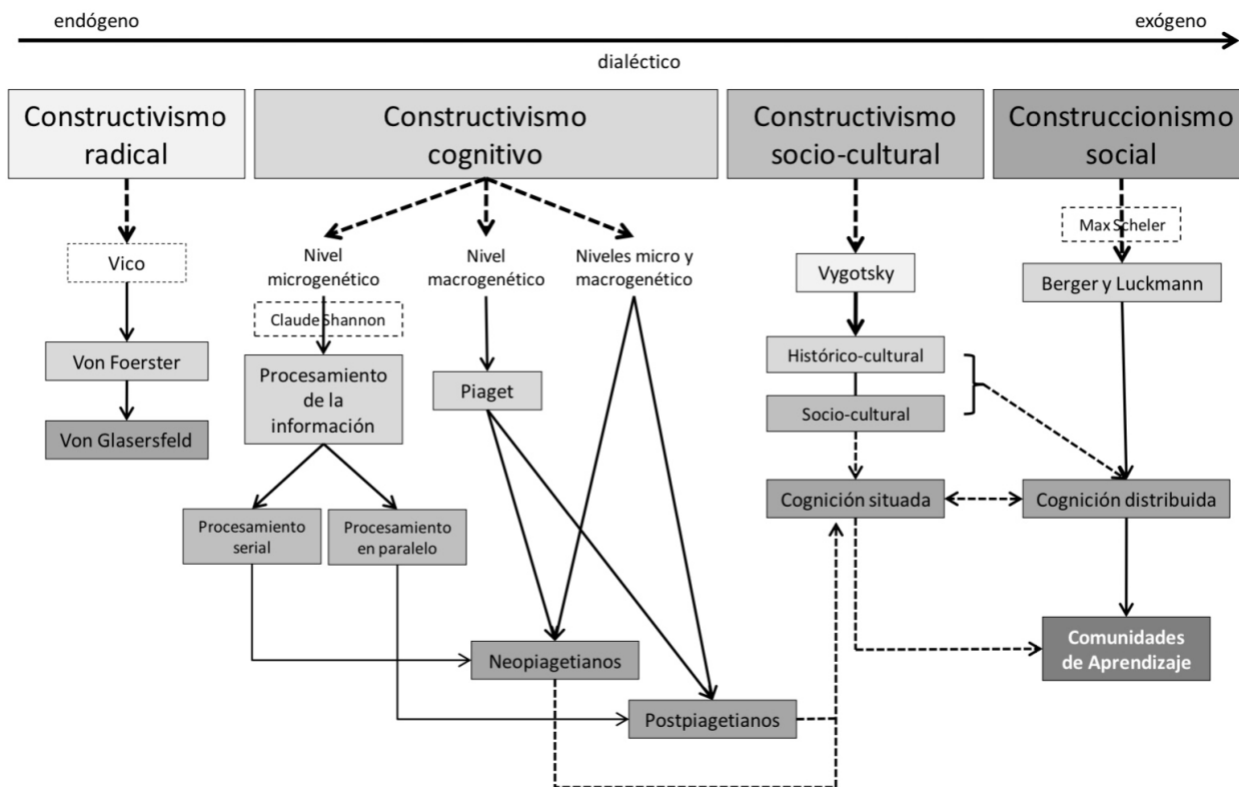 endógeno
exógeno
dialéctico
Constructivismo
radical
Constructivismo
cognitivo
Constructivismo
socio-cultural
Construccionismo
social
Vico
Von Foerster
Von Glasersfeld
Nivel
microgenético
Nivel
macrogenético
Niveles micro y
macrogenético
Claude Shannon
Procesamiento
de la
información
Piaget
Procesamiento
serial
Procesamiento
en paralelo
Neopiagetianos
Postpiagetianos
Vygotsky
Histórico-cultural
Socio-cultural
Cognición situada
Max Scheler
Berger y Luckmann
Cognición distribuida
Comunidades
de Aprendizaje